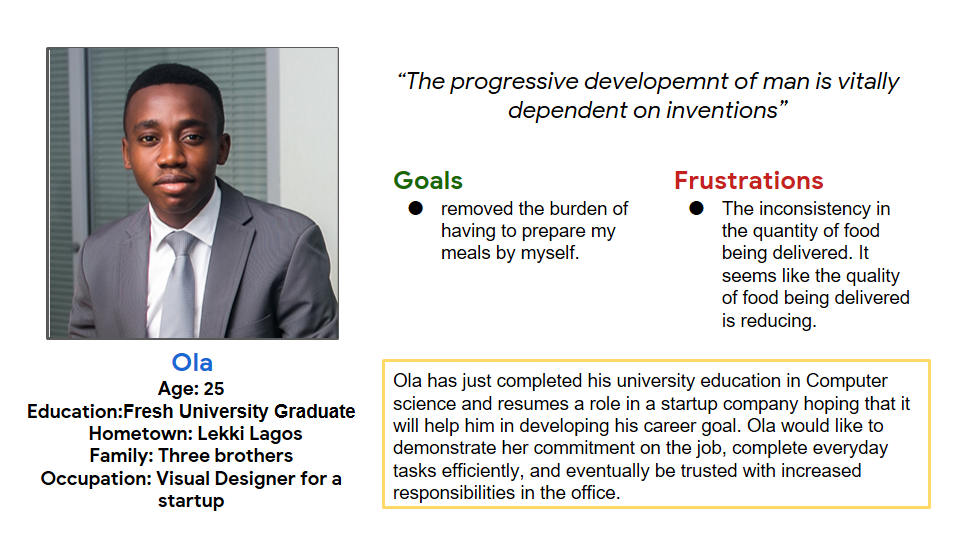 “The progressive developemnt of man is vitally
dependent on inventions”
Goals
● removed the burden of
having to prepare my
meals by myself.
Frustrations
● The inconsistency in
the quantity of food
being delivered. It
seems like the quality
of food being delivered
is reducing.
Ola
Age: 25
Education:Fresh University Graduate
Hometown: Lekki Lagos
Family: Three brothers
Occupation: Visual Designer for a
startup
Ola has just completed his university education in Computer
science and resumes a role in a startup company hoping that it
will help him in developing his career goal. Ola would like to
demonstrate her commitment on the job, complete everyday
tasks efficiently, and eventually be trusted with increased
responsibilities in the office.